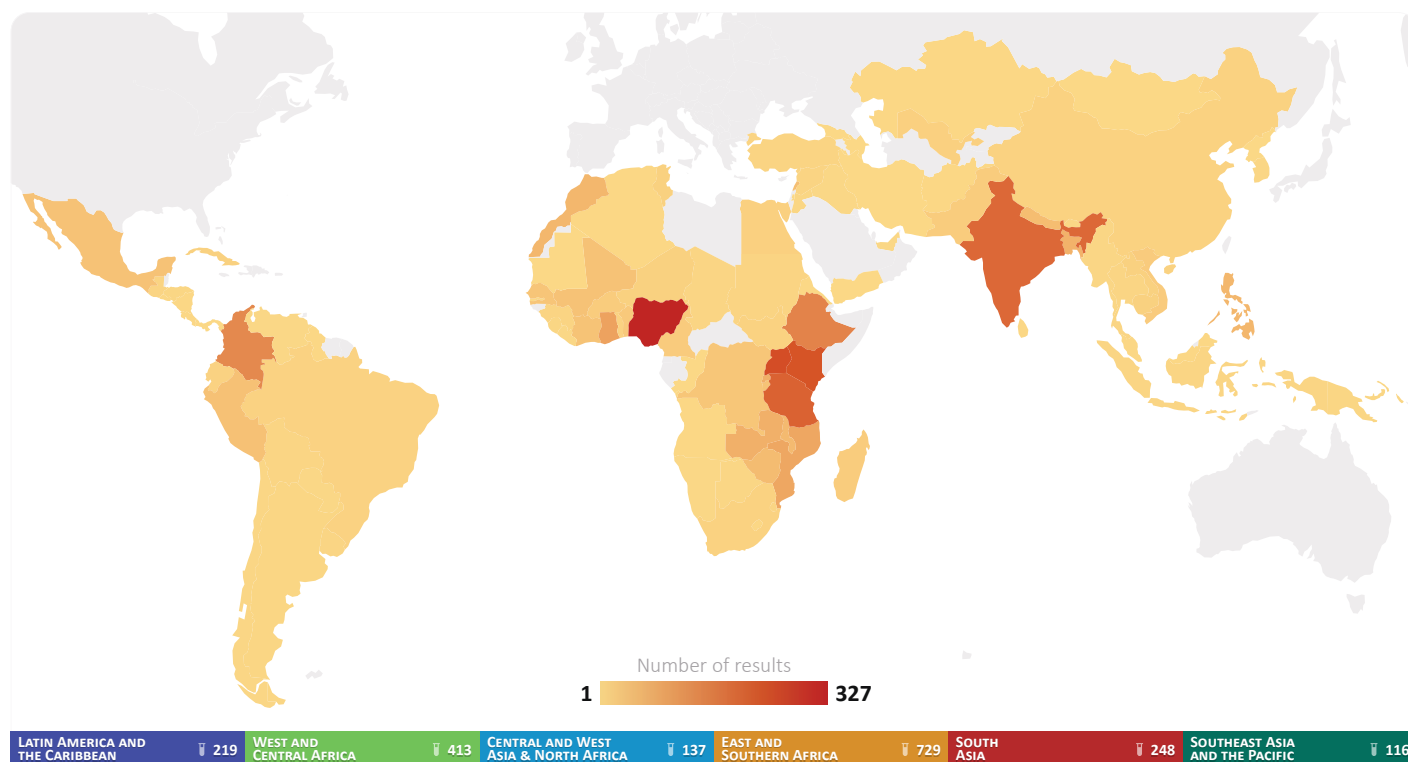 Number of results
1 327
LATIN AMERICA AND
THE CARIBBEAN 219
WEST AND
CENTRAL AFRICA 413
CENTRAL AND WEST
ASIA & NORTH AFRICA 137
EAST AND
SOUTHERN AFRICA 729
SOUTH
ASIA 248
SOUTHEAST ASIA
AND THE PACIFIC 116